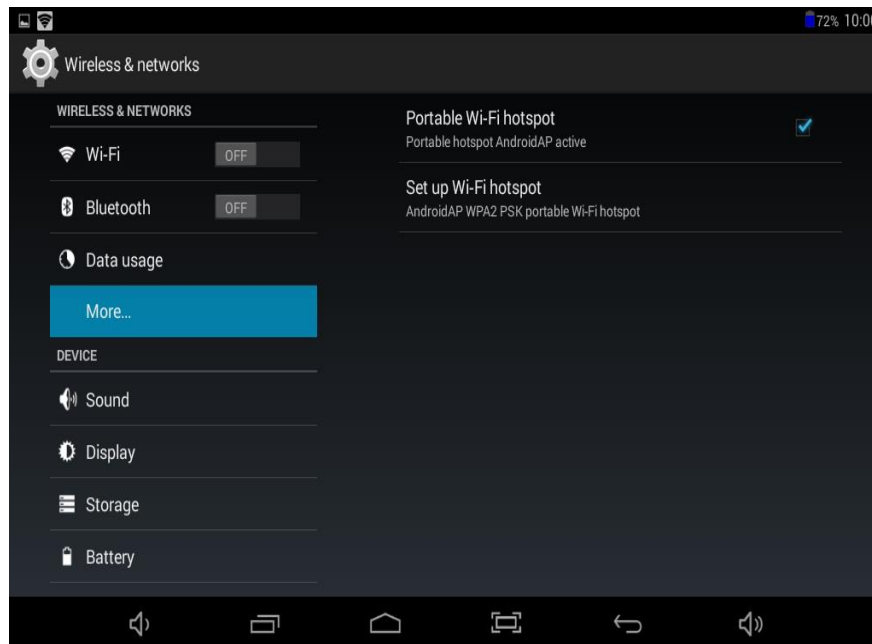 72% 10:00
Wireless & networks
WIRELESS & NETWORKS
Wi-Fi OFF
Bluetooth OFF
Data usage
More...
DEVICE
Sound
Display
Storage
Battery
Portable Wi-Fi hotspot
Portable hotspot AndroidAP active
Set up Wi-Fi hotspot
AndroidAP WPA2 PSK portable Wi-Fi hotspot